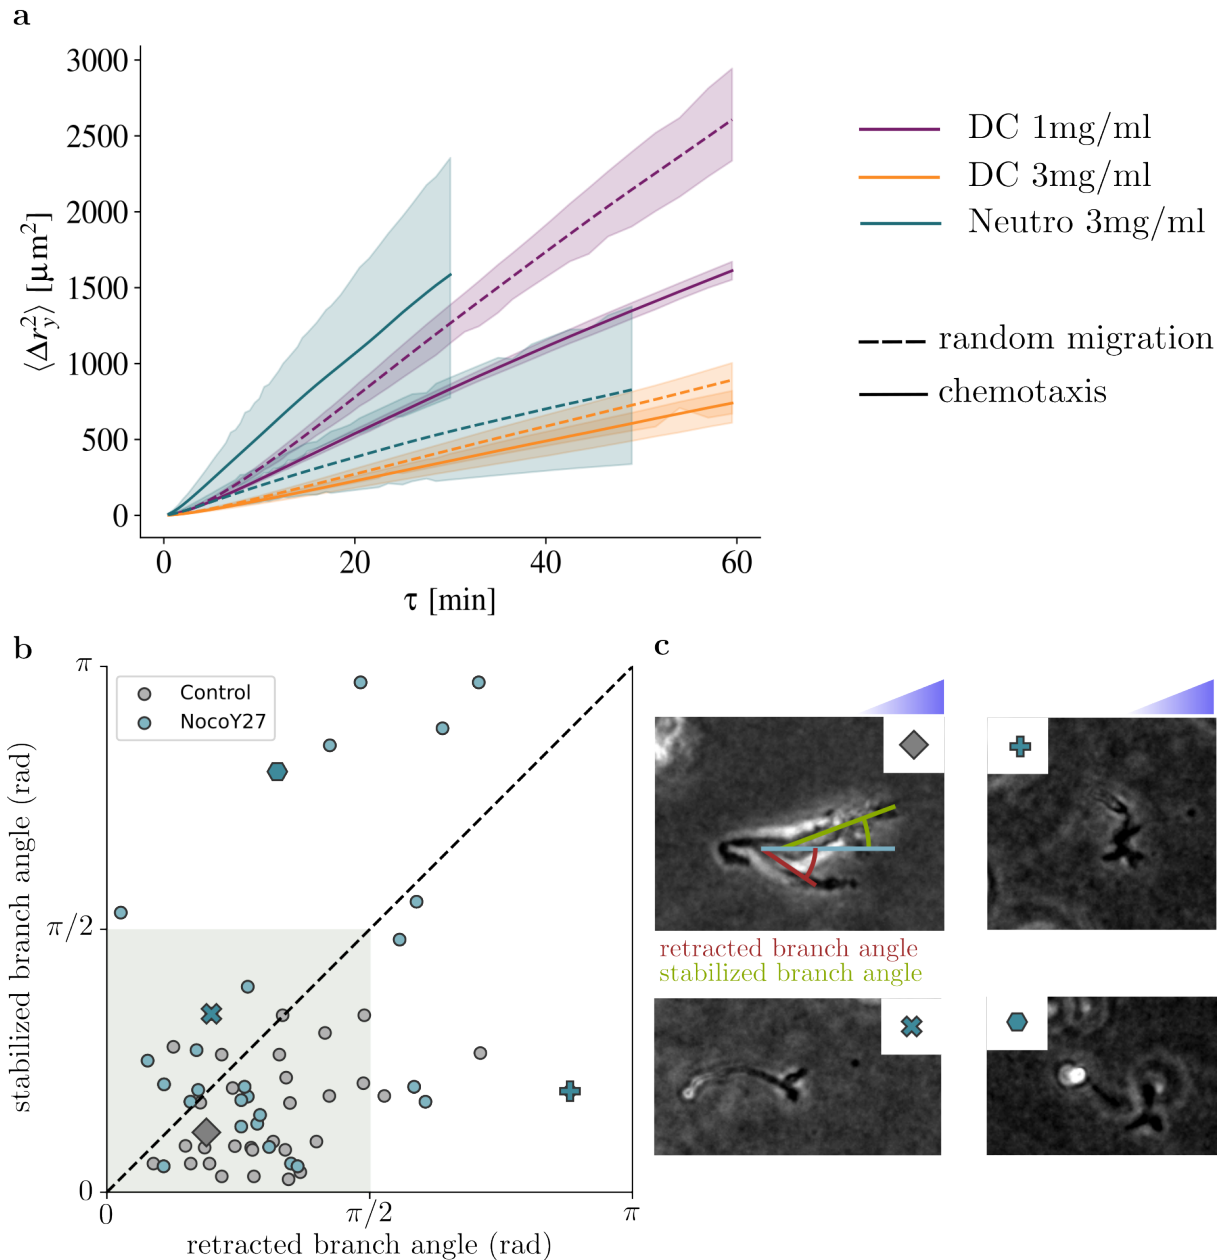 a
3000
2500
2000
1500
1000
500
0
⟨Δr_y^2⟩ [μm^2]
0 20 40 60
τ [min]
DC 1mg/ml
DC 3mg/ml
Neutro 3mg/ml
random migration
chemotaxis
b
π
π/2
0
stabilized branch angle (rad)
Control
NocoY27
0 π/2 π
retracted branch angle (rad)
c
retracted branch angle
stabilized branch angle